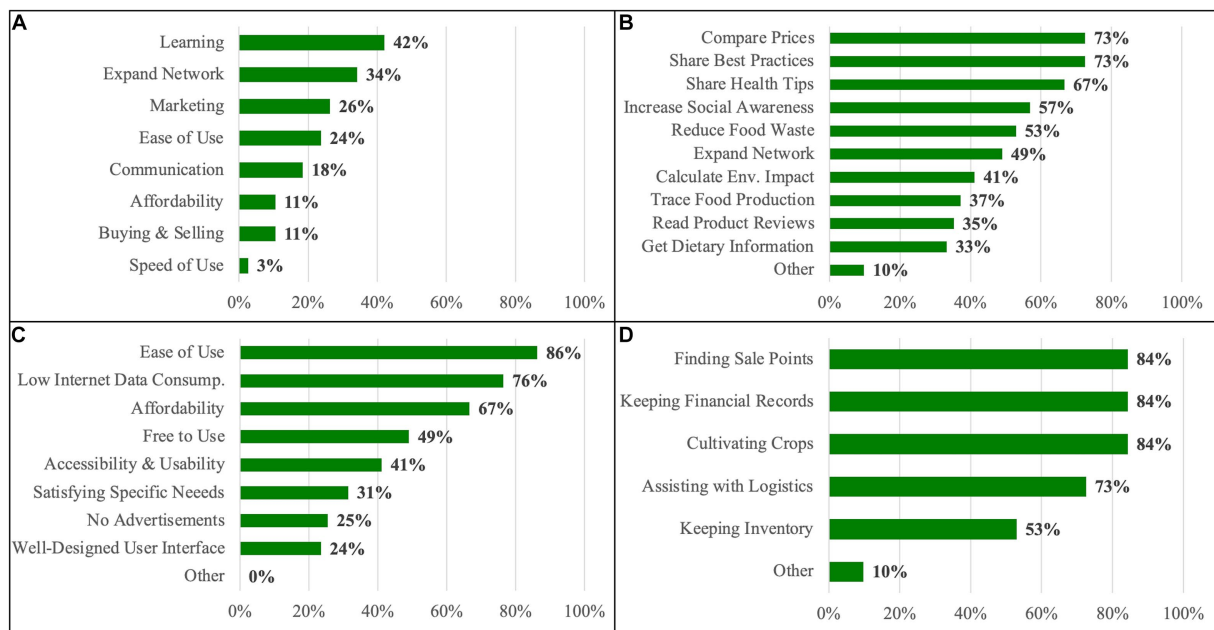 A
Learning 42%
Expand Network 34%
Marketing 26%
Ease of Use 24%
Communication 18%
Affordability 11%
Buying & Selling 11%
Speed of Use 3%
0% 20% 40% 60% 80% 100%
B
Compare Prices 73%
Share Best Practices 73%
Share Health Tips 67%
Increase Social Awareness 57%
Reduce Food Waste 53%
Expand Network 49%
Calculate Env. Impact 41%
Trace Food Production 37%
Read Product Reviews 35%
Get Dietary Information 33%
Other 10%
0% 20% 40% 60% 80% 100%
C
Ease of Use 86%
Low Internet Data Consump. 76%
Affordability 67%
Free to Use 49%
Accessibility & Usability 41%
Satisfying Specific Neeeds 31%
No Advertisements 25%
Well-Designed User Interface 24%
Other 0%
0% 20% 40% 60% 80% 100%
D
Finding Sale Points 84%
Keeping Financial Records 84%
Cultivating Crops 84%
Assisting with Logistics 73%
Keeping Inventory 53%
Other 10%
0% 20% 40% 60% 80% 100%